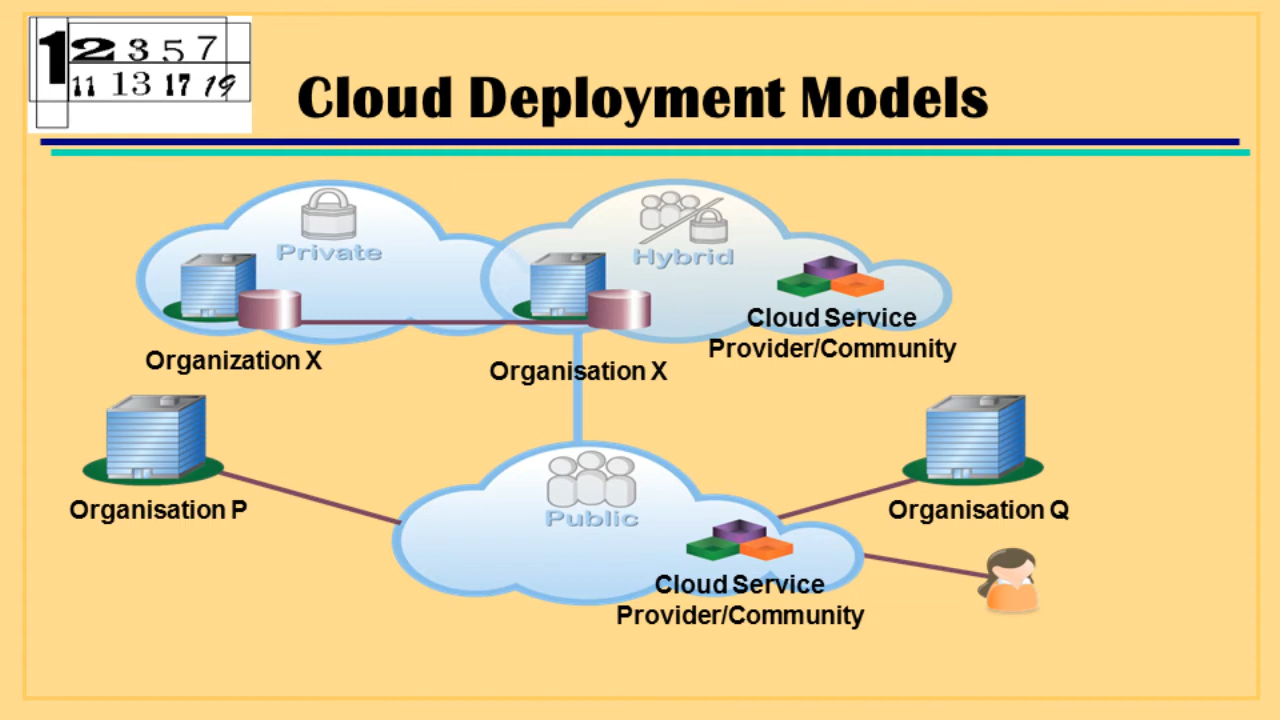 1 2 3 5 7
11 13 17 19
Cloud Deployment Models
Private
Hybrid
Cloud Service
Provider/Community
Organization X
Organisation X
Organisation P
Organisation Q
Public
Cloud Service
Provider/Community